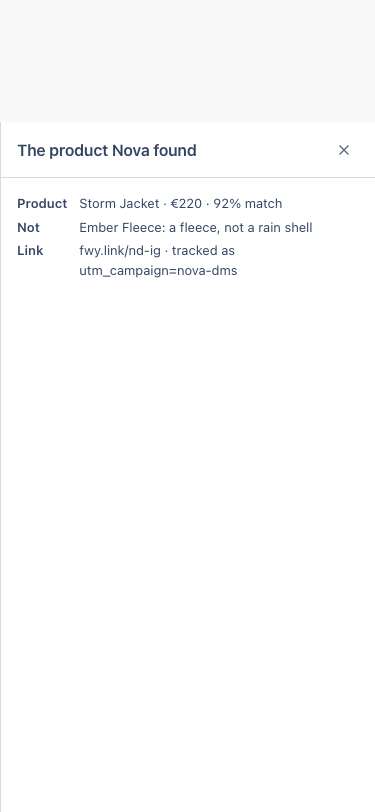 The product Nova found
Product Storm Jacket · €220 · 92% match
Not Ember Fleece: a fleece, not a rain shell
Link fwy.link/nd-ig · tracked as
utm_campaign=nova-dms